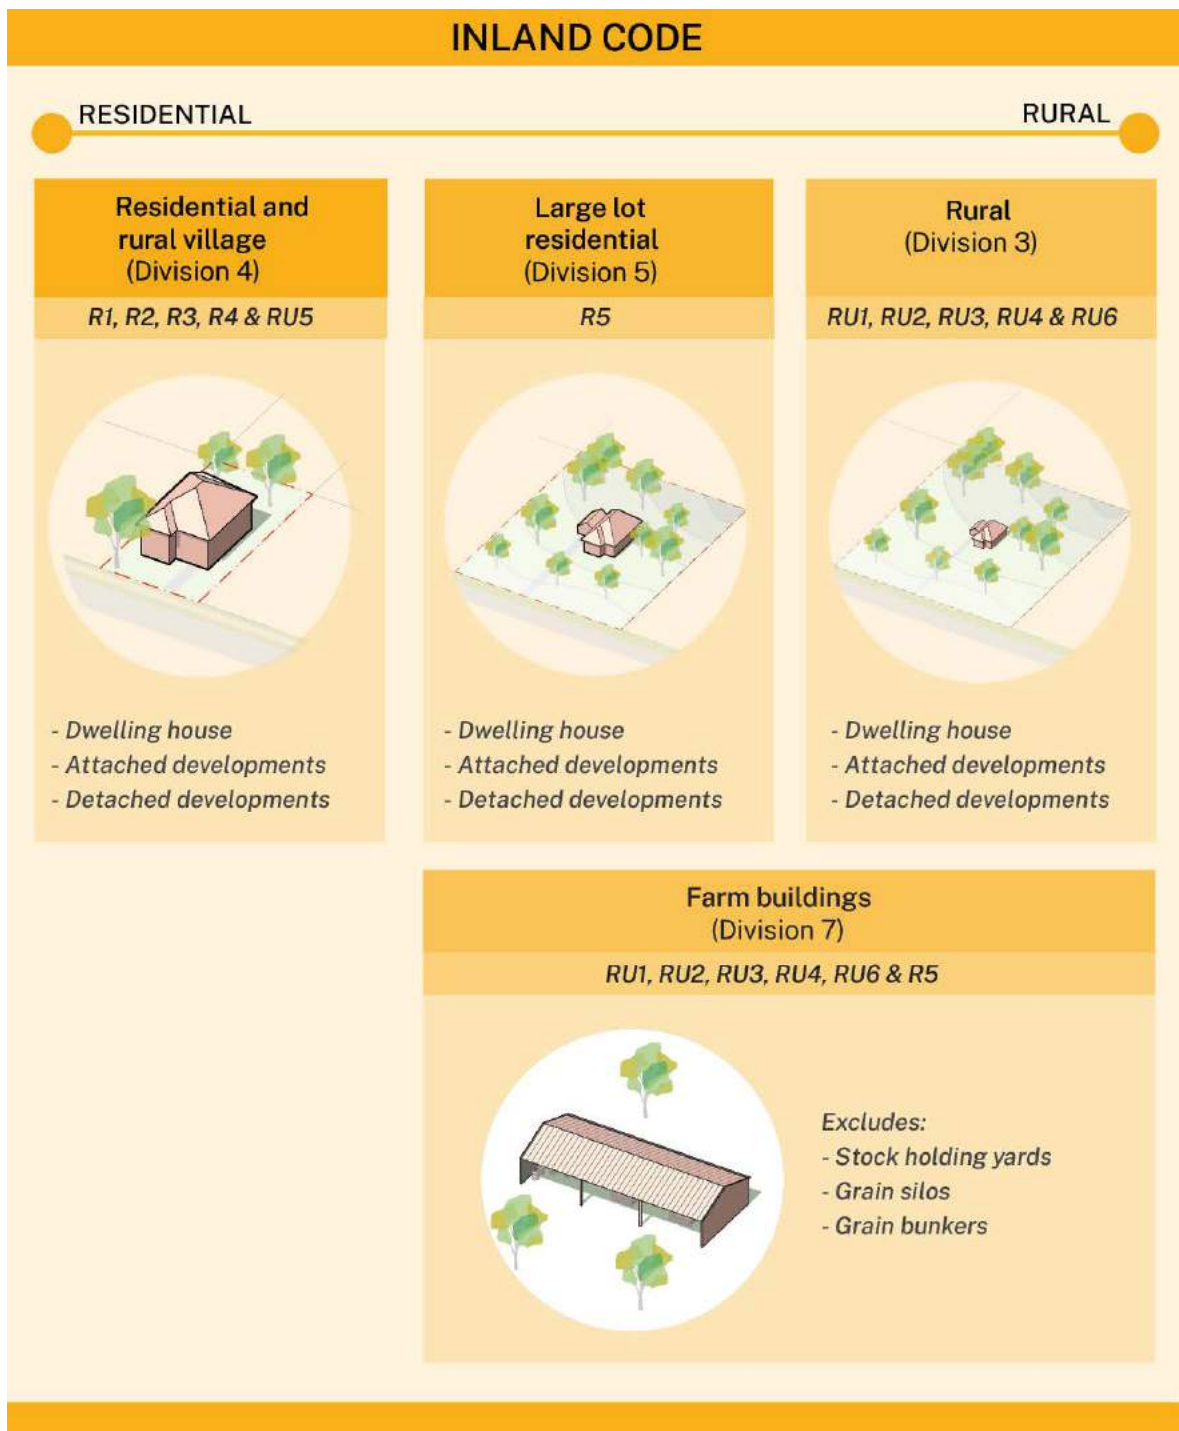 INLAND CODE
RESIDENTIAL
RURAL
Residential and
rural village
(Division 4)
R1, R2, R3, R4 & RU5
- Dwelling house
- Attached developments
- Detached developments
Large lot
residential
(Division 5)
R5
- Dwelling house
- Attached developments
- Detached developments
Rural
(Division 3)
RU1, RU2, RU3, RU4 & RU6
- Dwelling house
- Attached developments
- Detached developments
Farm buildings
(Division 7)
RU1, RU2, RU3, RU4, RU6 & R5
Excludes:
- Stock holding yards
- Grain silos
- Grain bunkers